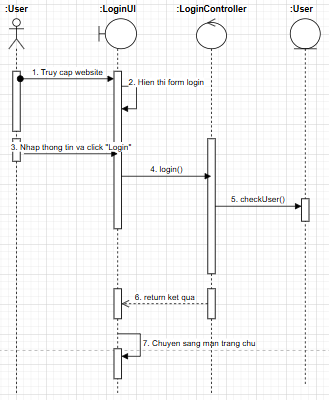 :User
:LoginUI
:LoginController
:User
1. Truy cap website
2. Hien thi form login
3. Nhap thong tin va click "Login"
4. login()
5. checkUser()
6. return ket qua
7. Chuyen sang man trang chu